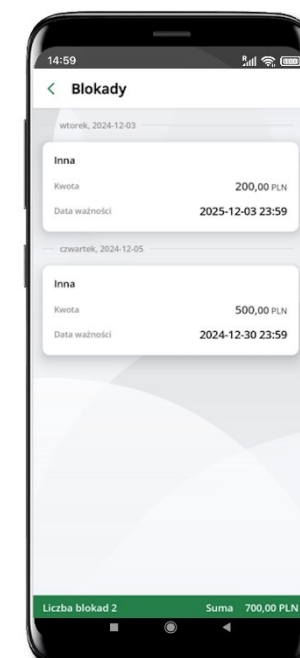 14:59
Blokady
wtorek, 2024-12-03
Inna
Kwota 200,00 PLN
Data ważności 2025-12-03 23:59
czwartek, 2024-12-05
Inna
Kwota 500,00 PLN
Data ważności 2024-12-30 23:59
Liczba blokad 2 Suma 700,00 PLN